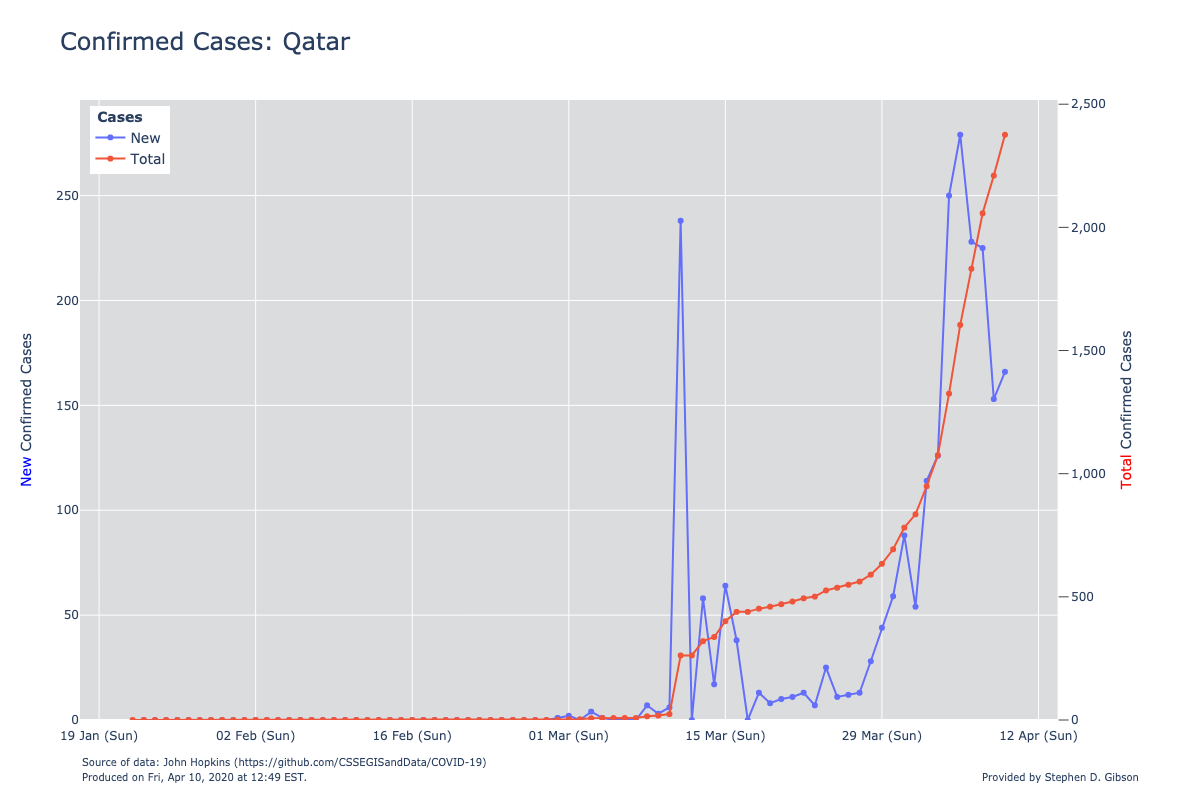 Confirmed Cases: Qatar
Cases
New
Total
250
200
150
100
50
0
2,500
2,000
1,500
1,000
500
0
New Confirmed Cases
Total Confirmed Cases
19 Jan (Sun)
02 Feb (Sun)
16 Feb (Sun)
01 Mar (Sun)
15 Mar (Sun)
29 Mar (Sun)
12 Apr (Sun)
Source of data: John Hopkins (https://github.com/CSSEGISandData/COVID-19)
Produced on Fri, Apr 10, 2020 at 12:49 EST.
Provided by Stephen D. Gibson